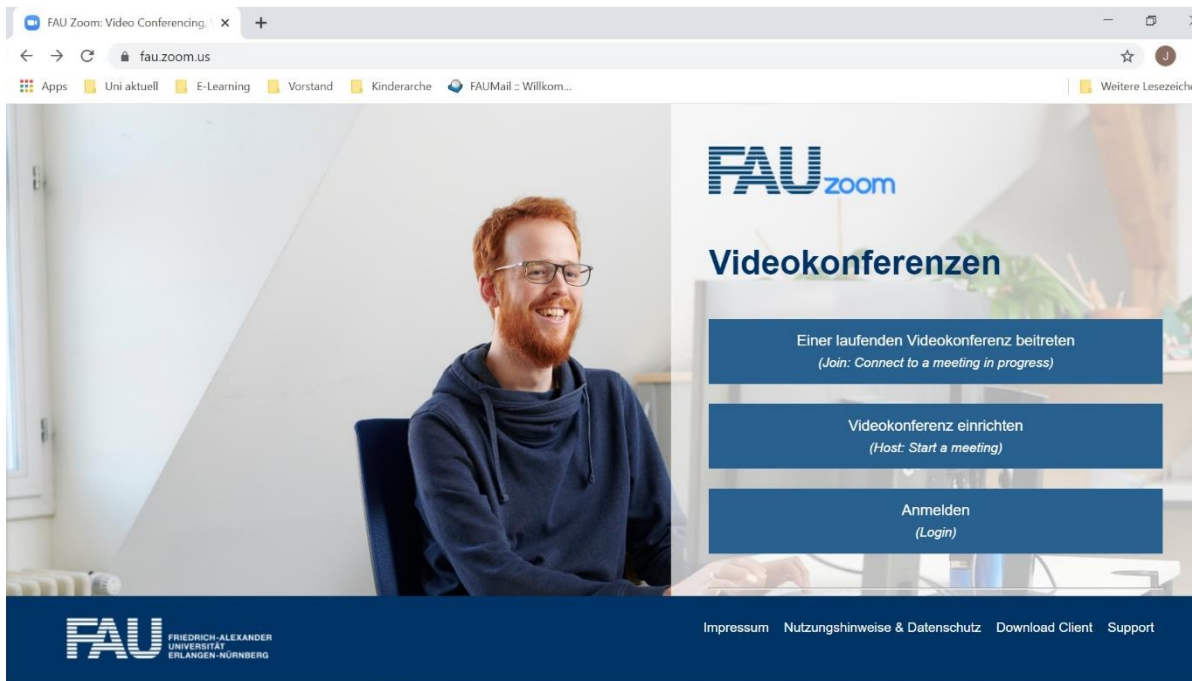 FAU Zoom: Video Conferencing,
fau.zoom.us
J
Apps Uni aktuell E-Learning Vorstand Kinderarche FAUMail :: Willkom... Weitere Lesezeiche
FAU zoom
Videokonferenzen
Einer laufenden Videokonferenz beitreten
(Join: Connect to a meeting in progress)
Videokonferenz einrichten
(Host: Start a meeting)
Anmelden
(Login)
FAU
FRIEDRICH-ALEXANDER
UNIVERSITÄT
ERLANGEN-NÜRNBERG
Impressum Nutzungshinweise & Datenschutz Download Client Support